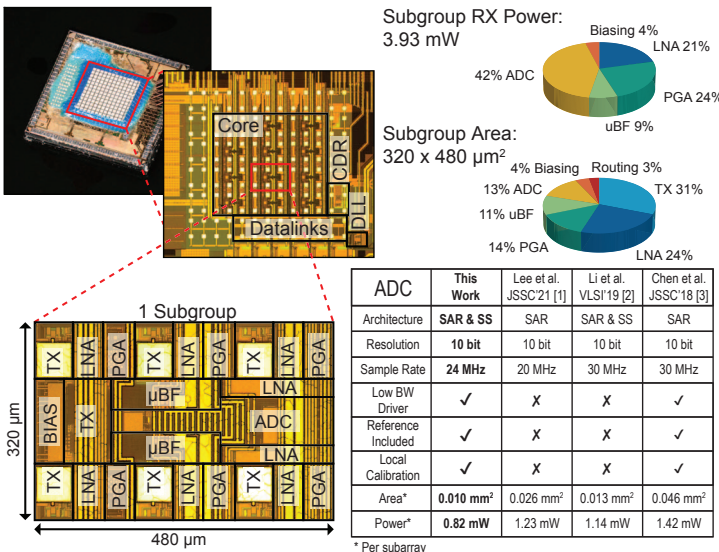 Subgroup RX Power:
3.93 mW
Biasing 4%
LNA 21%
42% ADC
PGA 24%
uBF 9%
Subgroup Area:
320 x 480 µm²
4% Biasing
Routing 3%
13% ADC
TX 31%
11% uBF
14% PGA
LNA 24%
Core
CDR
DLL
Datalinks
1 Subgroup
TX LNA PGA TX LNA PGA TX LNA PGA
BIAS TX µBF LNA
ADC
µBF LNA
TX LNA PGA TX LNA PGA TX LNA PGA
320 µm
480 µm
ADC This Work Lee et al. JSSC'21 [1] Li et al. VLSI'19 [2] Chen et al. JSSC'18 [3]
Architecture SAR & SS SAR SAR & SS SAR
Resolution 10 bit 10 bit 10 bit 10 bit
Sample Rate 24 MHz 20 MHz 30 MHz 30 MHz
Low BW Driver ✓ ✗ ✗ ✓
Reference Included ✓ ✗ ✗ ✓
Local Calibration ✓ ✗ ✗ ✓
Area* 0.010 mm² 0.026 mm² 0.013 mm² 0.046 mm²
Power* 0.82 mW 1.23 mW 1.14 mW 1.42 mW
* Per subarray